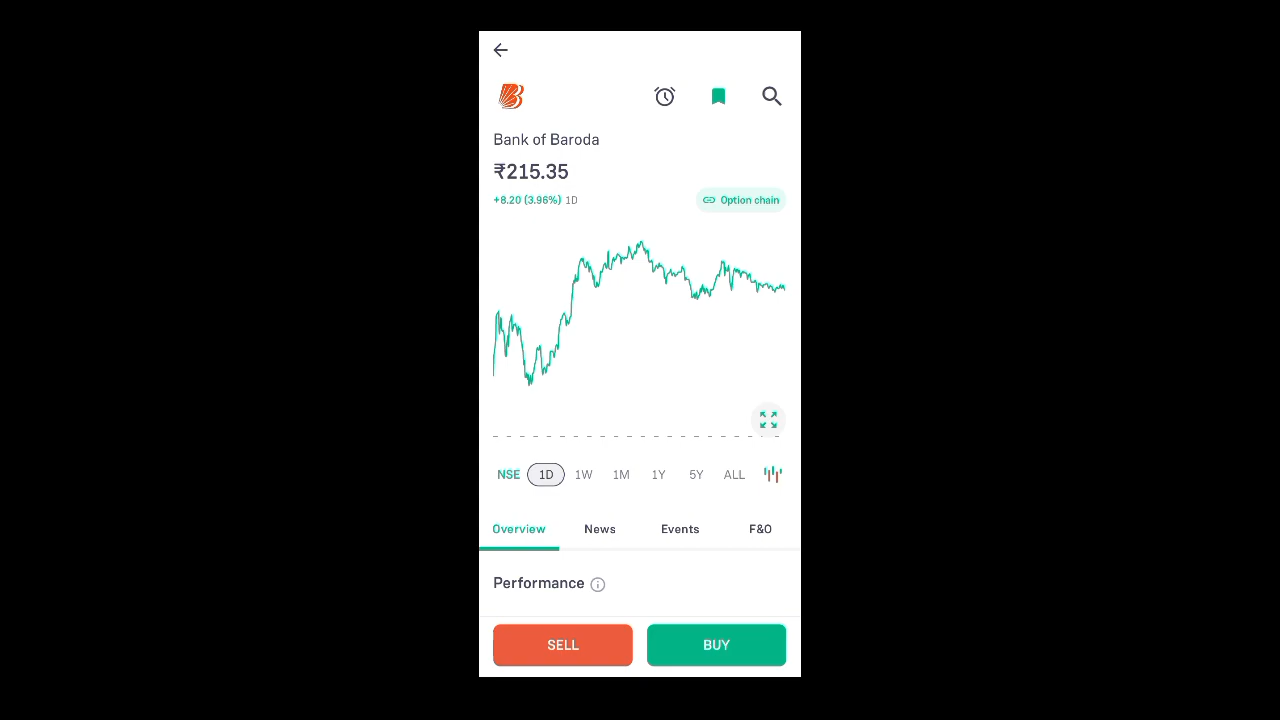 Bank of Baroda
₹215.35
+8.20 (3.96%) 1D
Option chain
NSE 1D 1W 1M 1Y 5Y ALL
Overview News Events F&O
Performance
SELL BUY